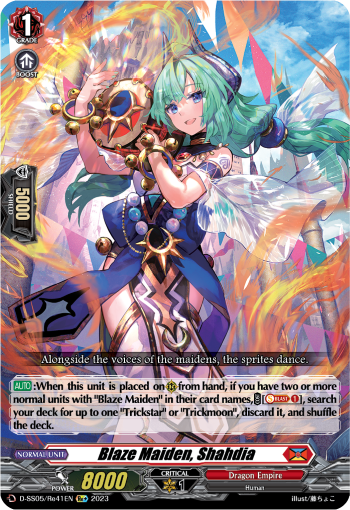 1
GRADE
BOOST
5000
SHIELD
Alongside the voices of the maidens, the sprites dance.
AUTO :When this unit is placed on from hand, if you have two or more
normal units with "Blaze Maiden" in their card names, [ BLAST 1 ], search
your deck for up to one "Trickstar" or "Trickmoon", discard it, and shuffle
the deck.
NORMAL UNIT
Blaze Maiden, Shahdia
POWER 8000
CRITICAL
1
Dragon Empire
Human
D-SS05/Re41EN 2023
illust/藤ちょこ